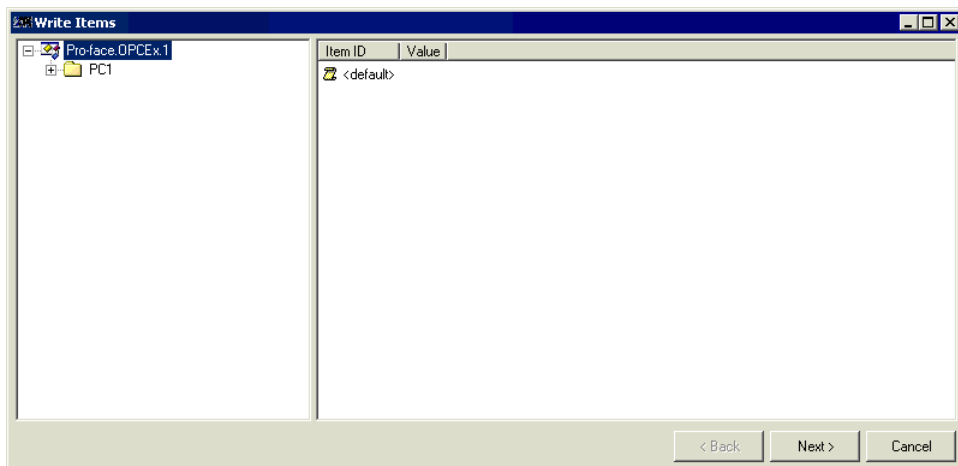 Write Items
Pro-face.OPCEx.1
PC1
Item ID Value
<default>
< Back Next > Cancel